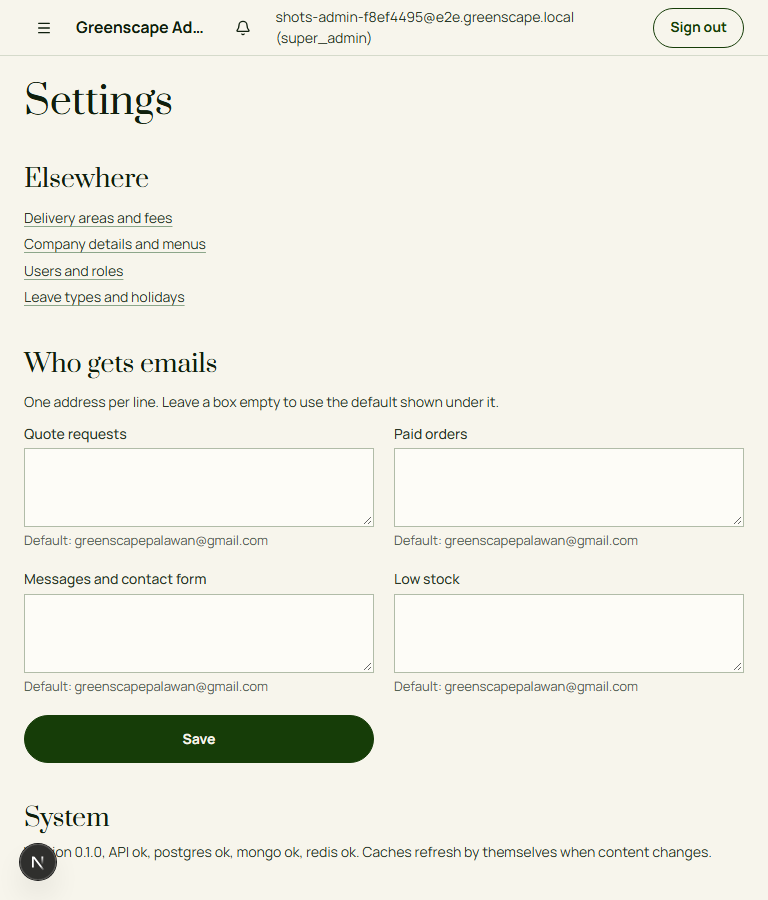 Greenscape Ad...
shots-admin-f8ef4495@e2e.greenscape.local
(super_admin)
Sign out
Settings
Elsewhere
Delivery areas and fees
Company details and menus
Users and roles
Leave types and holidays
Who gets emails
One address per line. Leave a box empty to use the default shown under it.
Quote requests
Paid orders
Default: greenscapepalawan@gmail.com
Default: greenscapepalawan@gmail.com
Messages and contact form
Low stock
Default: greenscapepalawan@gmail.com
Default: greenscapepalawan@gmail.com
Save
System
0.1.0, API ok, postgres ok, mongo ok, redis ok. Caches refresh by themselves when content changes.
N